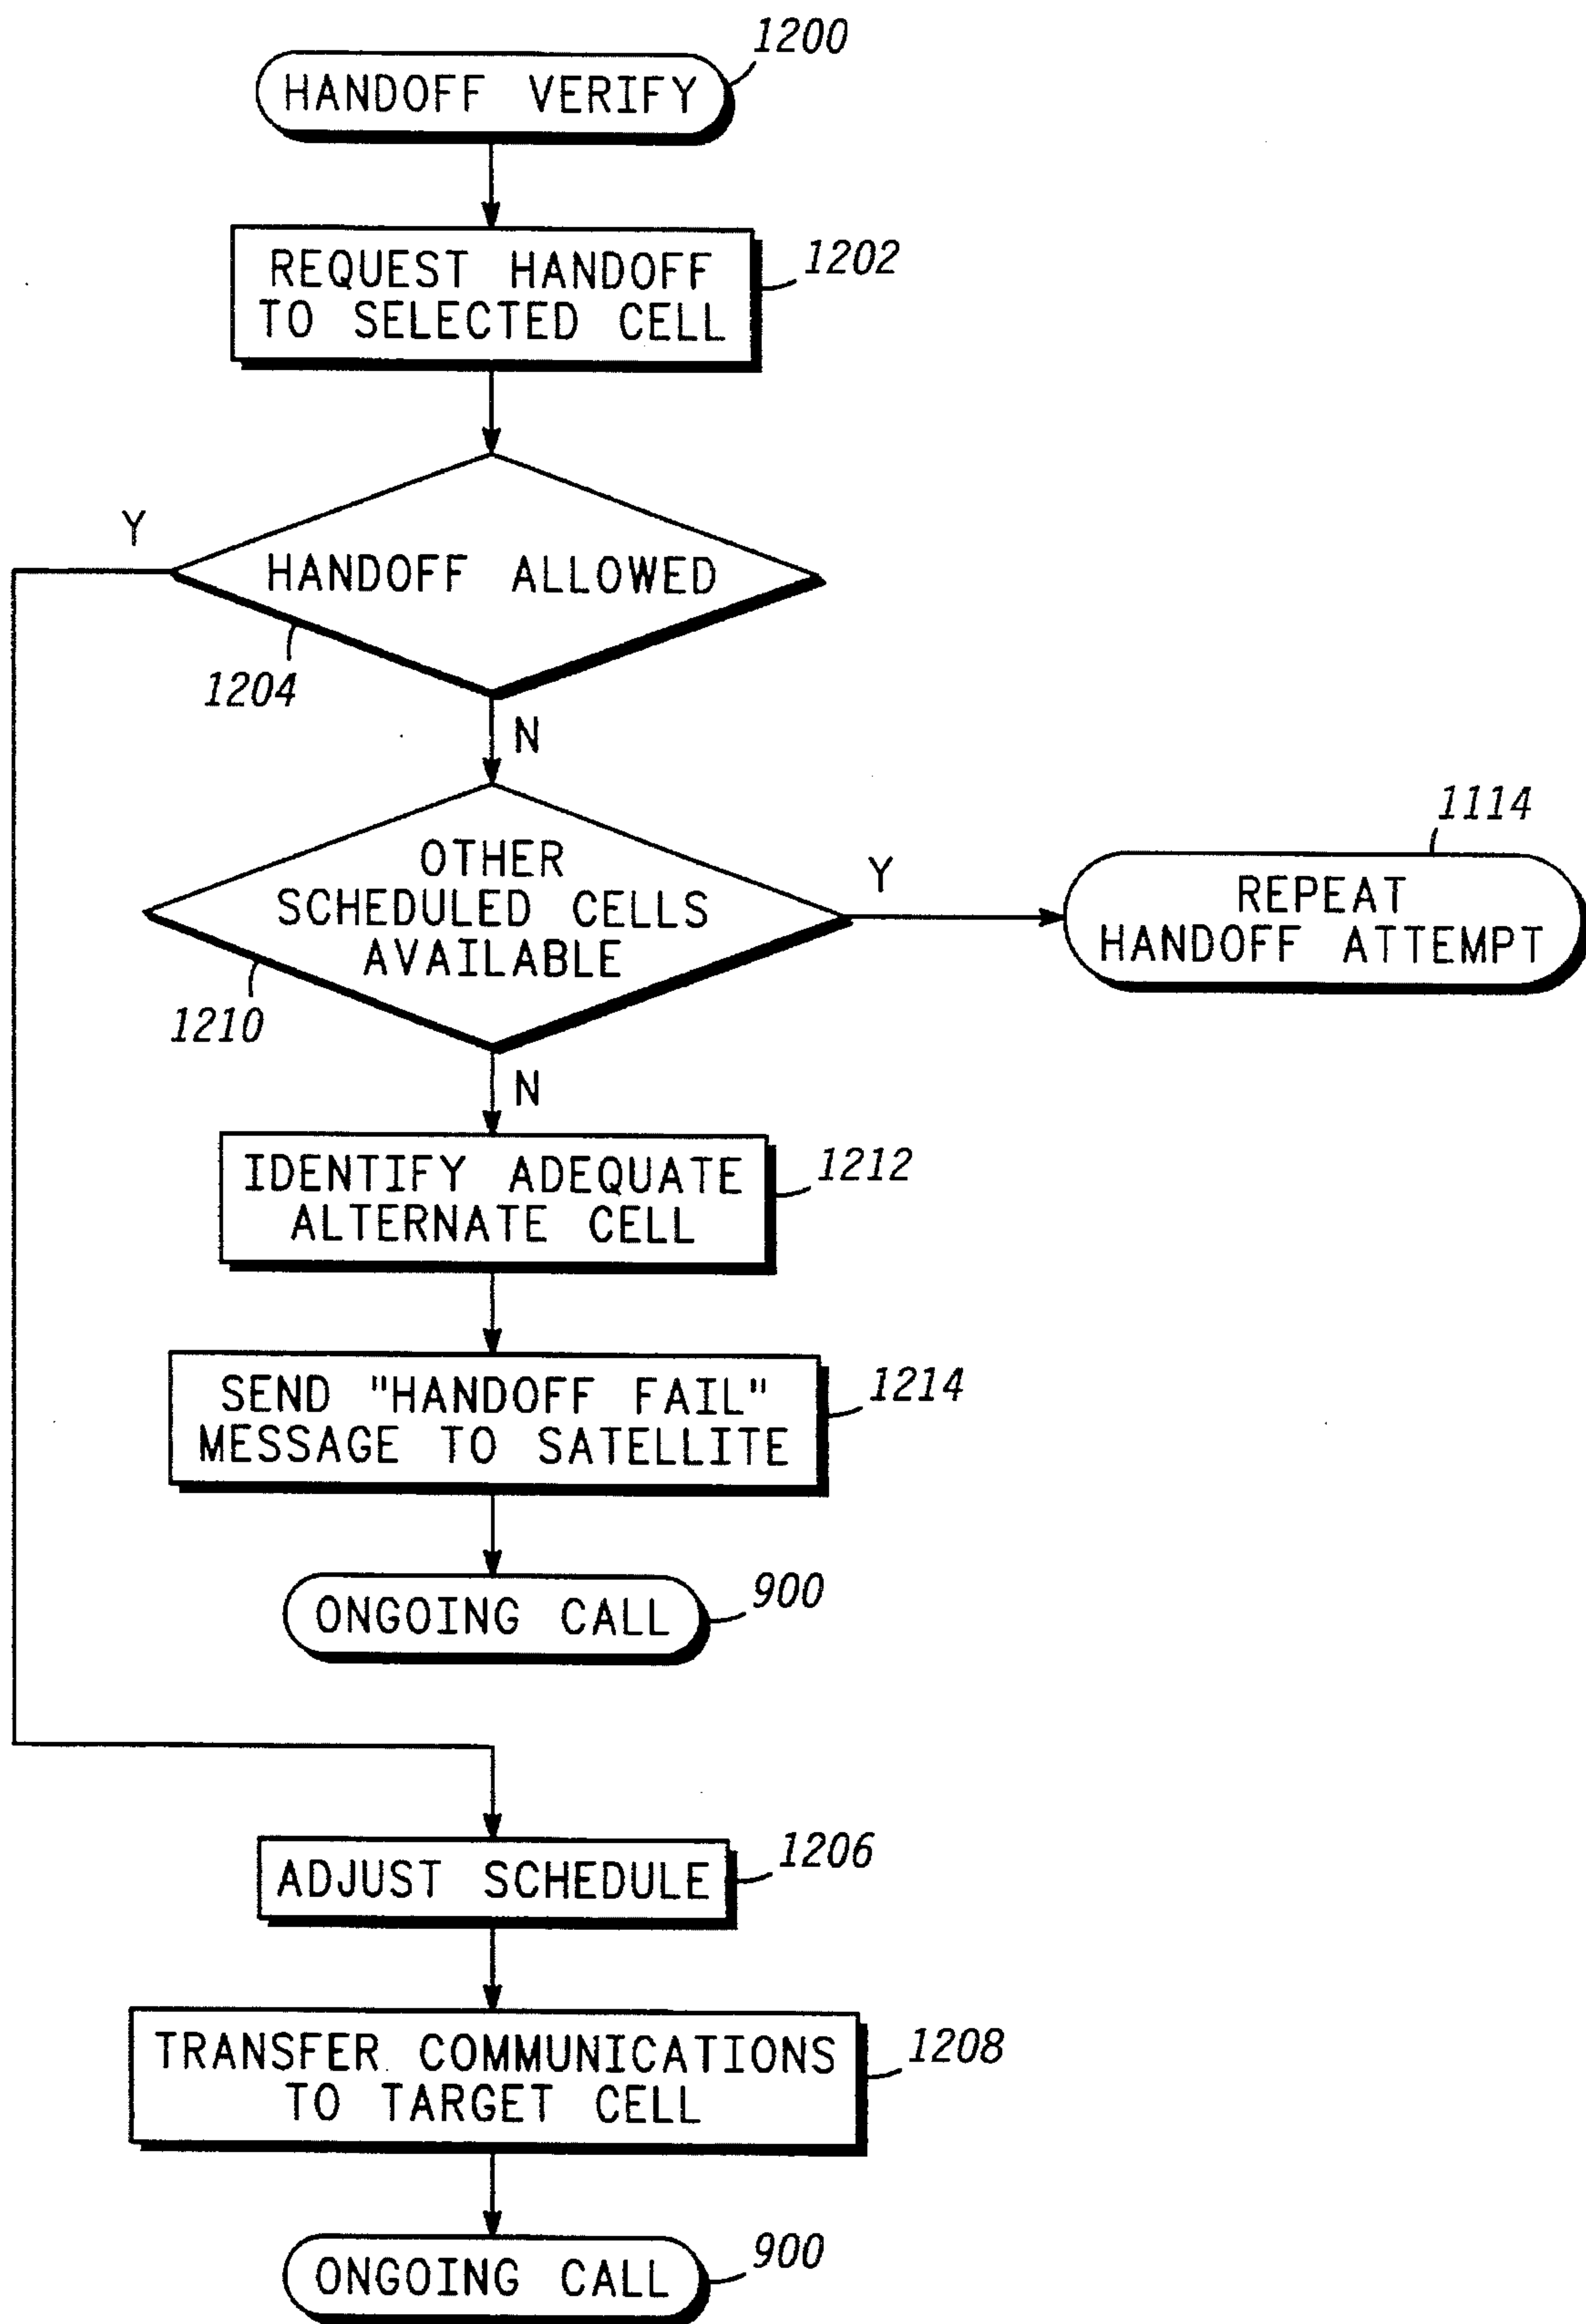 1200
HANDOFF VERIFY
REQUEST HANDOFF
TO SELECTED CELL
1202
Y
HANDOFF ALLOWED
1204
N
OTHER
SCHEDULED CELLS
AVAILABLE
1210
Y
1114
REPEAT
HANDOFF ATTEMPT
N
IDENTIFY ADEQUATE
ALTERNATE CELL
1212
SEND "HANDOFF FAIL"
MESSAGE TO SATELLITE
1214
ONGOING CALL
900
ADJUST SCHEDULE
1206
TRANSFER COMMUNICATIONS
TO TARGET CELL
1208
ONGOING CALL
900